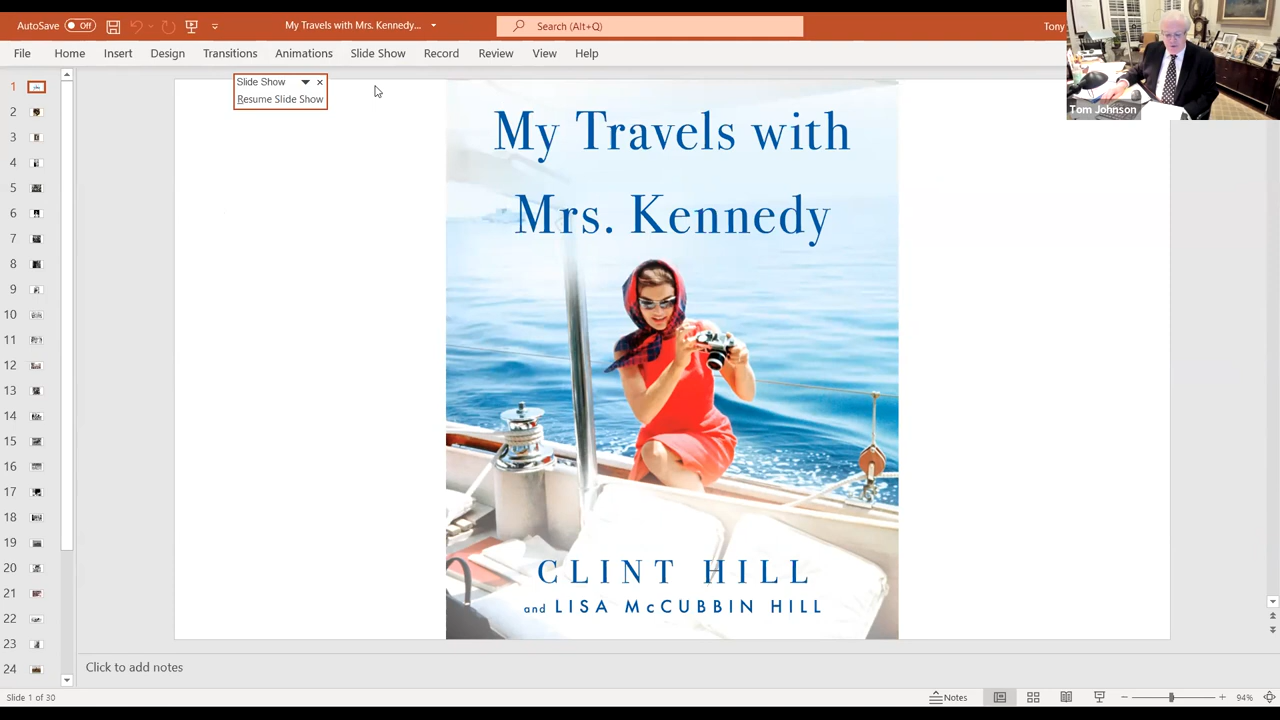 AutoSave Off My Travels with Mrs. Kennedy... Search (Alt+Q) Tony
File Home Insert Design Transitions Animations Slide Show Record Review View Help
Tom Johnson
Slide Show
Resume Slide Show
My Travels with
Mrs. Kennedy
CLINT HILL
and LISA McCUBBIN HILL
1
2
3
4
5
6
7
8
9
10
11
12
13
14
15
16
17
18
19
20
21
22
23
24
Click to add notes
Slide 1 of 30 Notes 94%